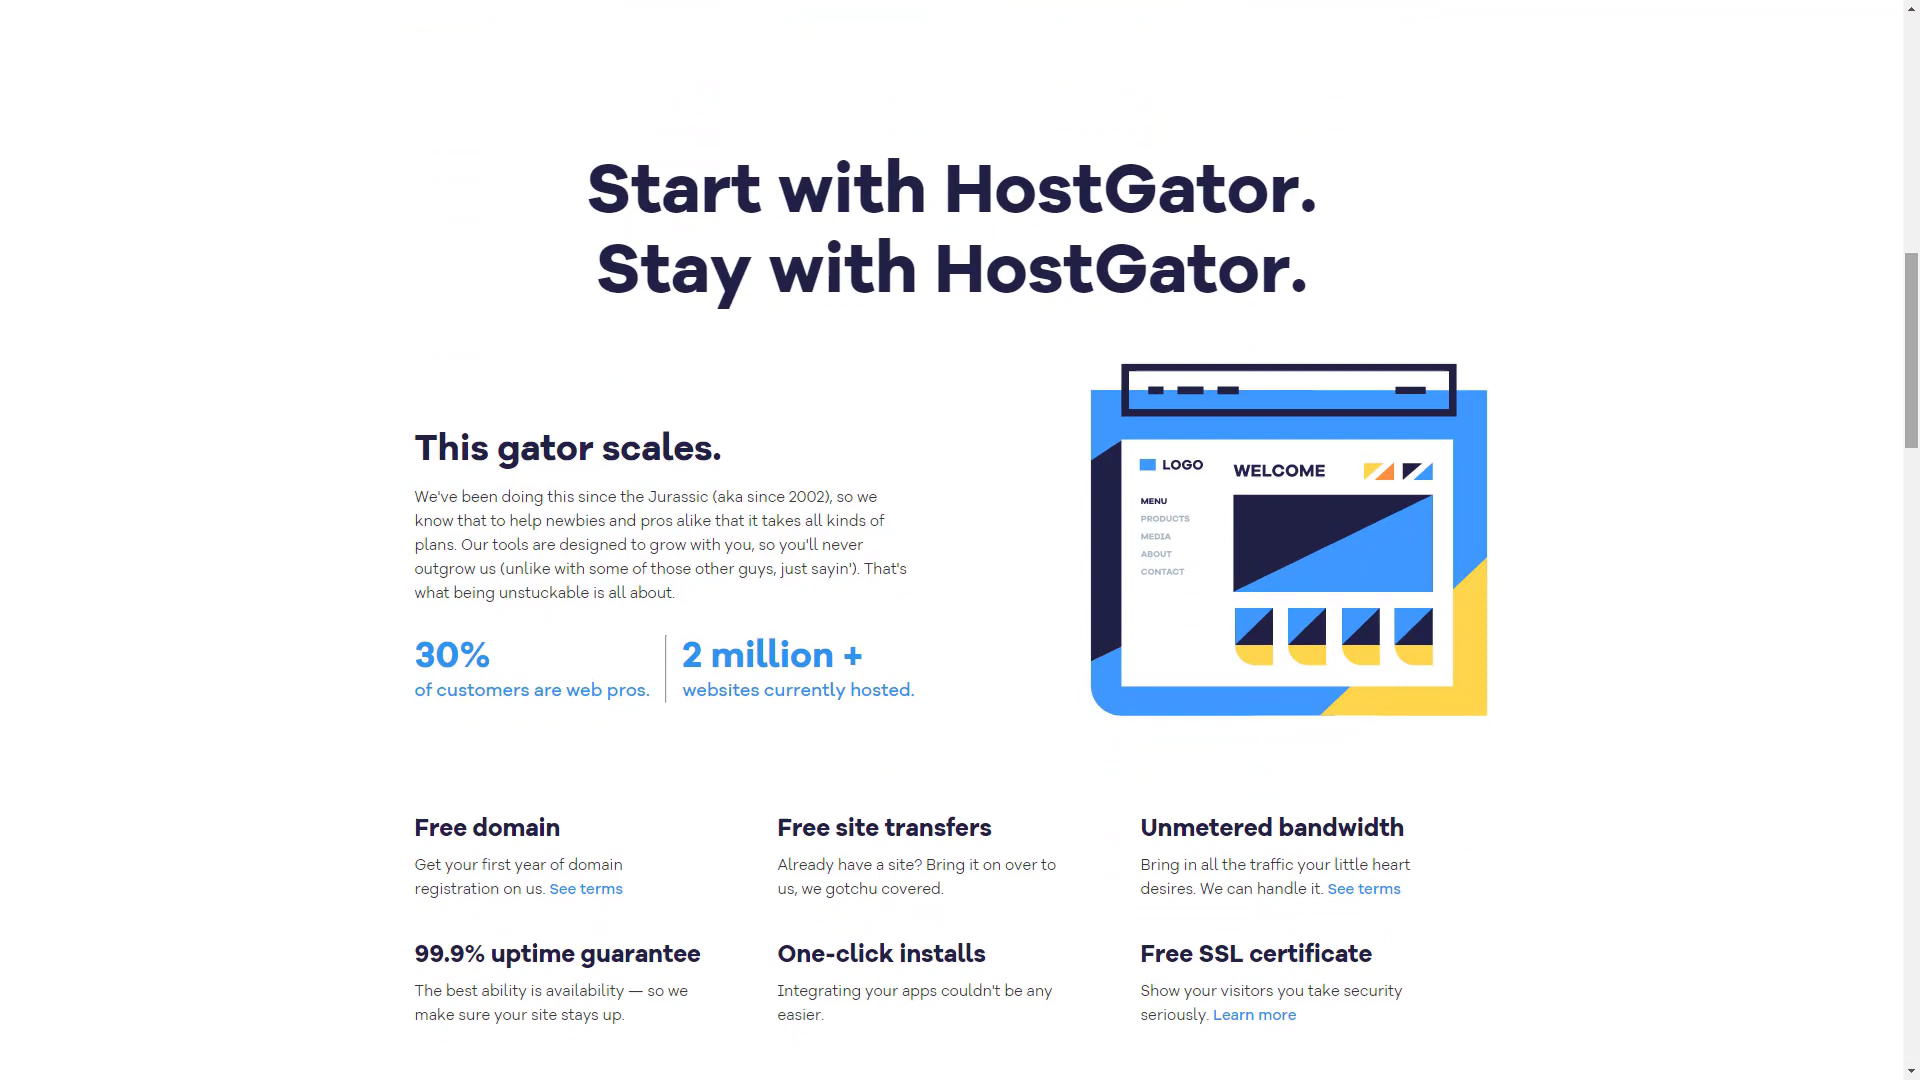 Start with HostGator.
Stay with HostGator.
This gator scales.
We've been doing this since the Jurassic (aka since 2002), so we
know that to help newbies and pros alike that it takes all kinds of
plans. Our tools are designed to grow with you, so you'll never
outgrow us (unlike with some of those other guys, just sayin'). That's
what being unstuckable is all about.
30%
of customers are web pros.
2 million +
websites currently hosted.
LOGO
WELCOME
MENU
PRODUCTS
MEDIA
ABOUT
CONTACT
Free domain
Get your first year of domain
registration on us. See terms
Free site transfers
Already have a site? Bring it on over to
us, we gotchu covered.
Unmetered bandwidth
Bring in all the traffic your little heart
desires. We can handle it. See terms
99.9% uptime guarantee
The best ability is availability — so we
make sure your site stays up.
One-click installs
Integrating your apps couldn't be any
easier.
Free SSL certificate
Show your visitors you take security
seriously. Learn more